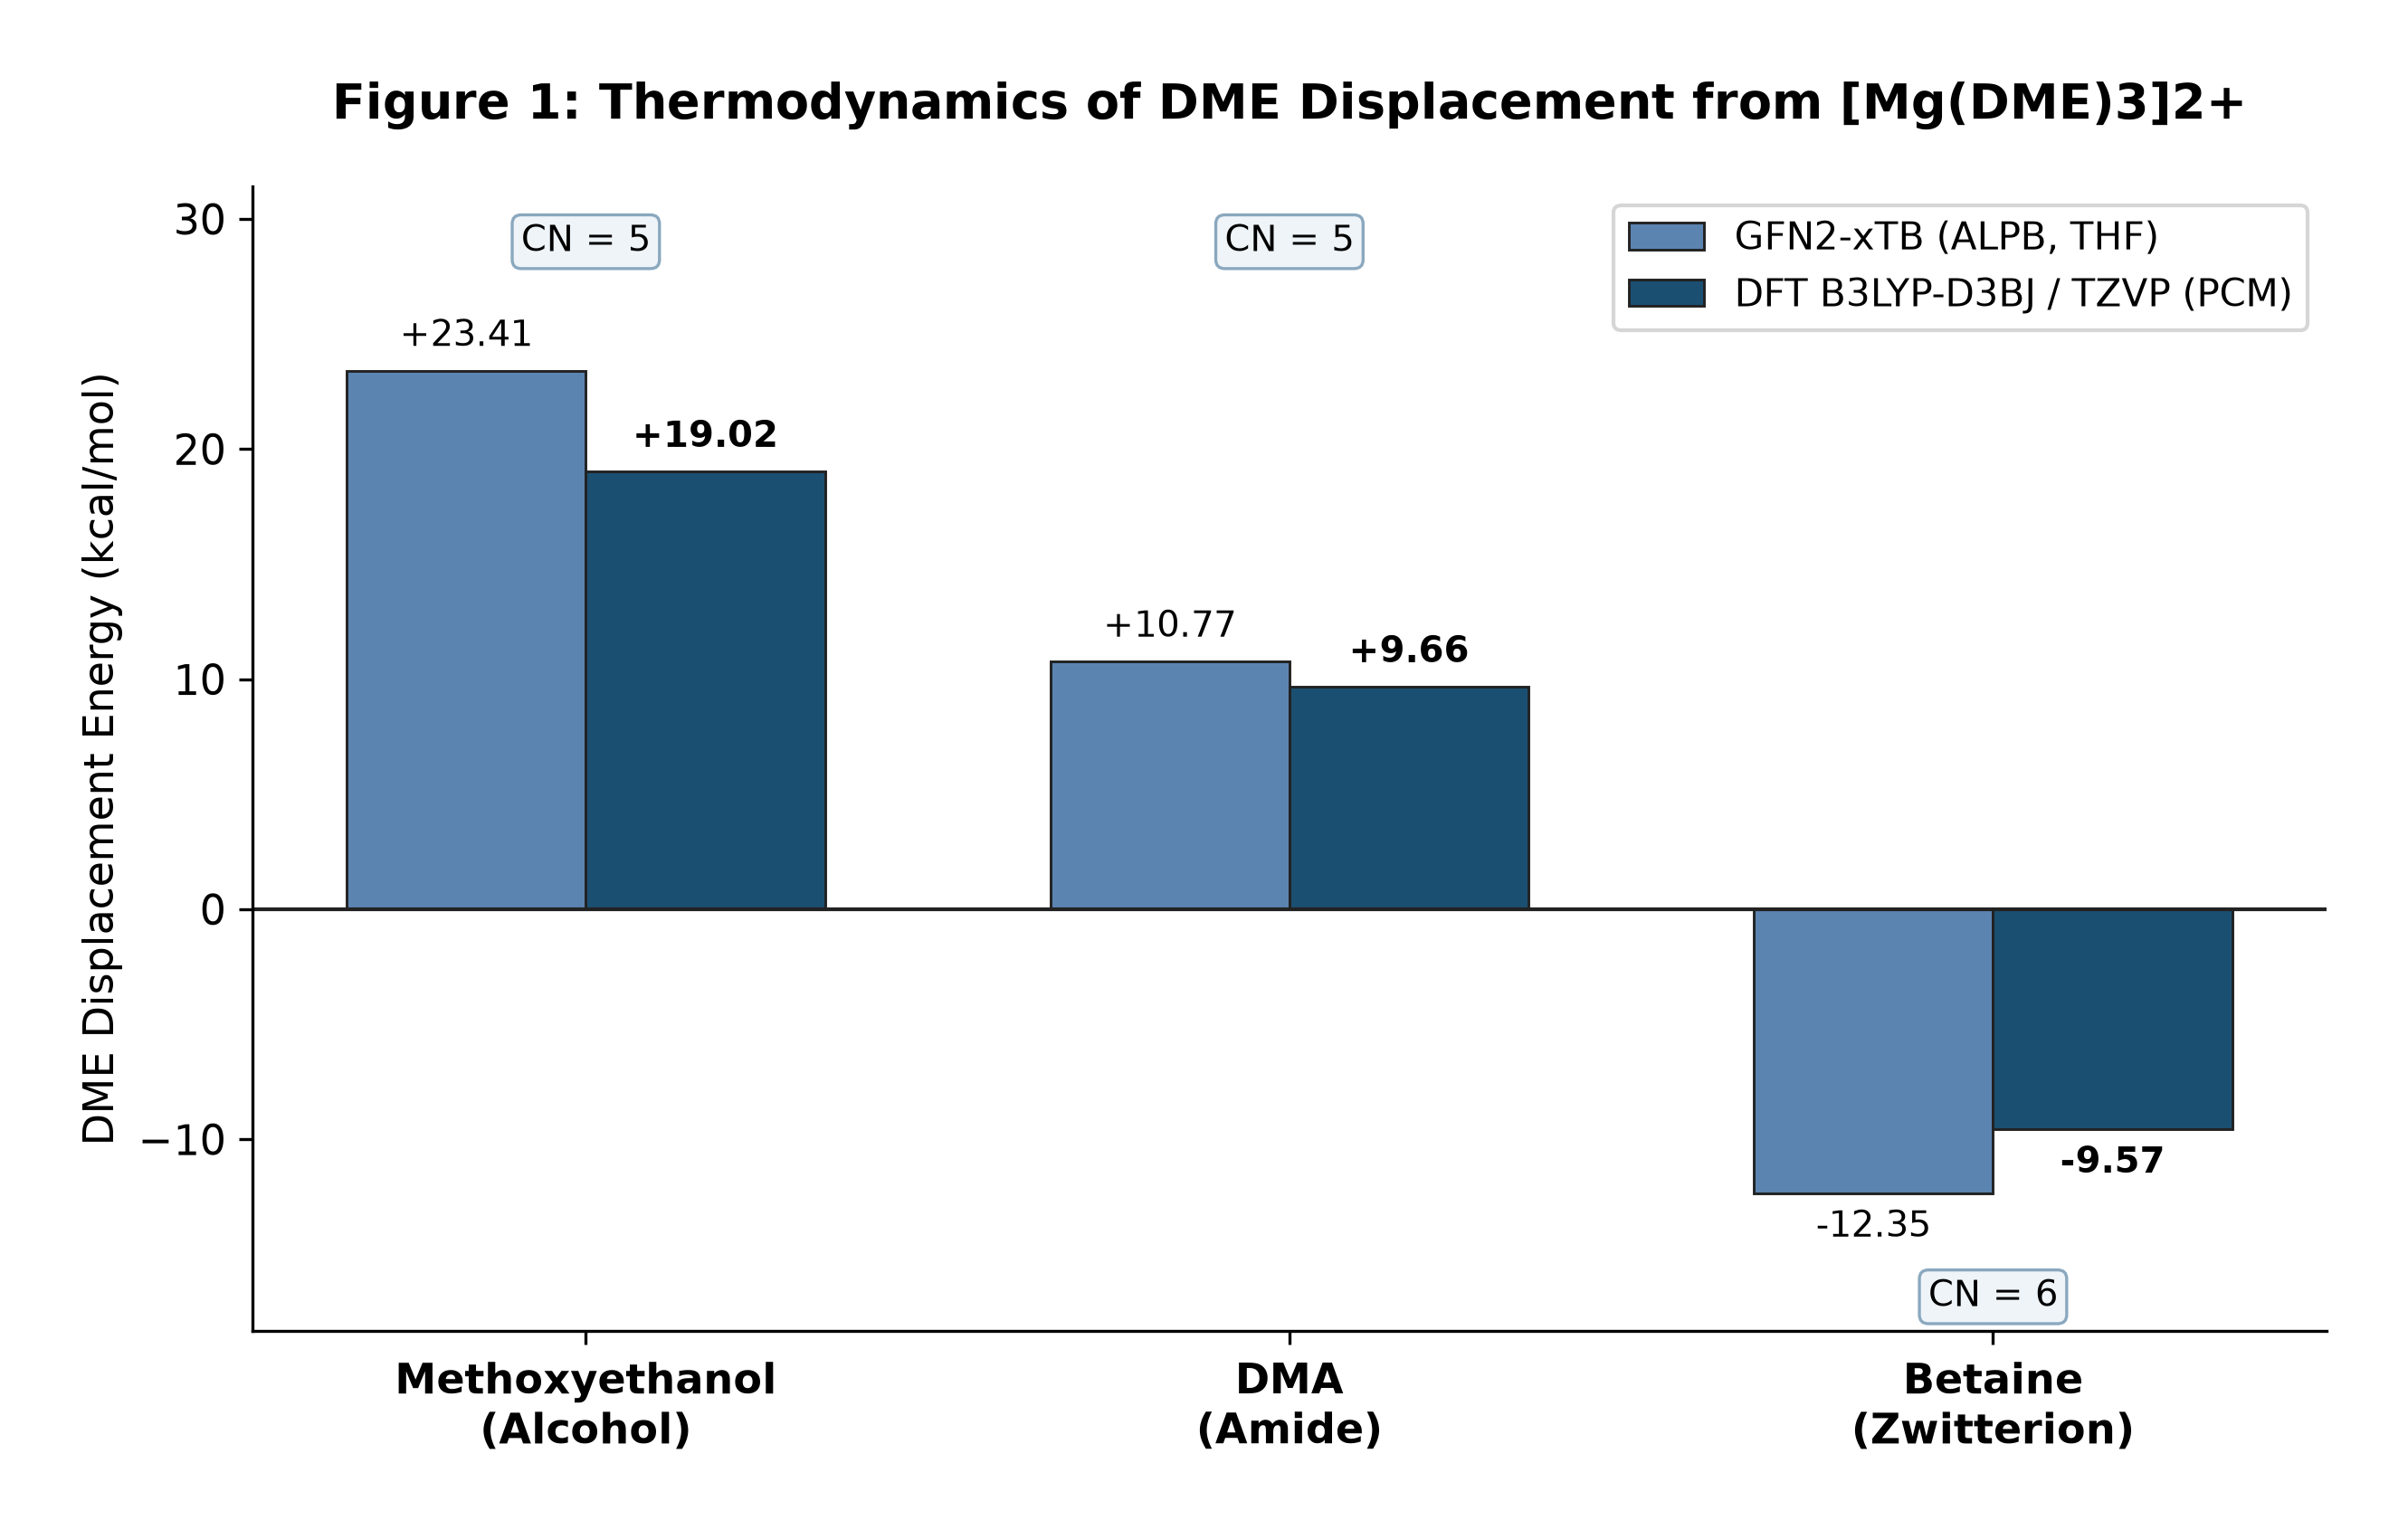 Figure 1: Thermodynamics of DME Displacement from [Mg(DME)3]2+
DME Displacement Energy (kcal/mol)
30
20
10
0
−10
CN = 5
CN = 5
GFN2-xTB (ALPB, THF)
DFT B3LYP-D3BJ / TZVP (PCM)
+23.41
+19.02
+10.77
+9.66
-9.57
-12.35
CN = 6
Methoxyethanol
(Alcohol)
DMA
(Amide)
Betaine
(Zwitterion)